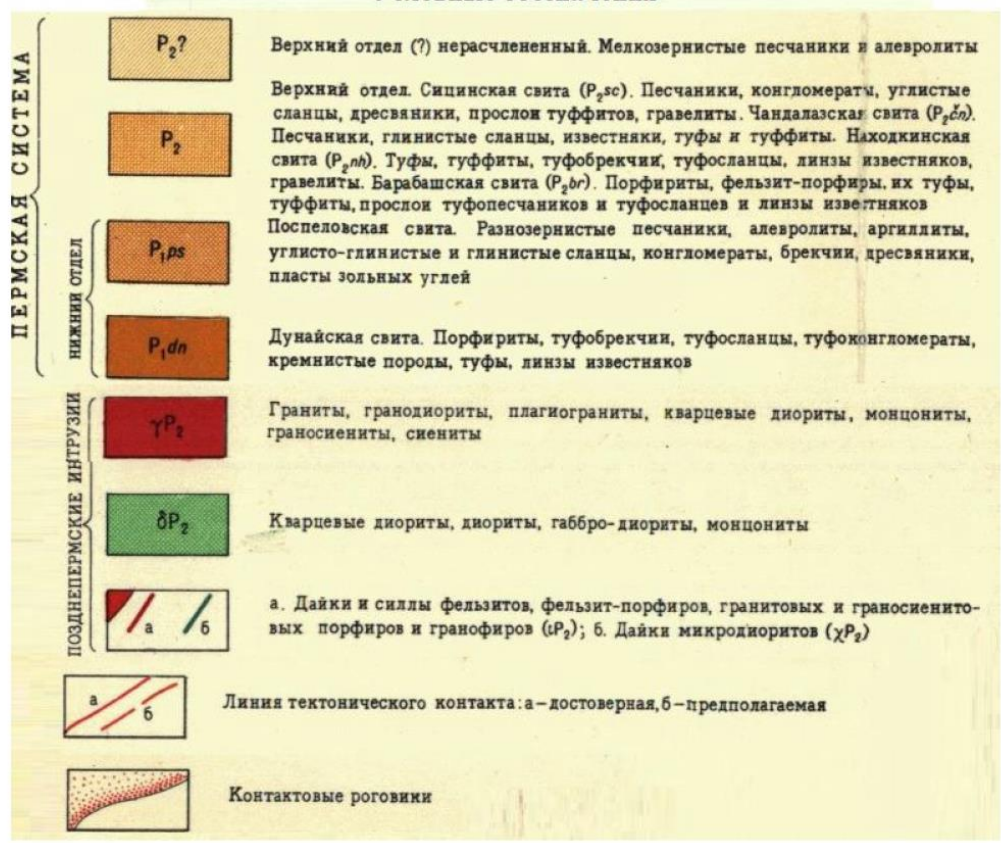 ПЕРМСКАЯ СИСТЕМА
P₂?
Верхний отдел (?) нерасчлененный. Мелкозернистые песчаники и алевролиты
P₂
Верхний отдел. Сицинская свита (P₂sc). Песчаники, конгломераты, углистые
сланцы, дресвяники, прослои туффитов, гравелиты. Чандалазская свита (P₂čn).
Песчаники, глинистые сланцы, известняки, туфы и туффиты. Находкинская
свита (P₂nh). Туфы, туффиты, туфобрекчии, туфосланцы, линзы известняков,
гравелиты. Барабашская свита (P₂br). Порфириты, фельзит-порфиры, их туфы,
туффиты, прослои туфопесчаников и туфосланцев и линзы известняков
НИЖНИЙ ОТДЕЛ
P₁ps
Поспеловская свита. Разнозернистые песчаники, алевролиты, аргиллиты,
углисто-глинистые и глинистые сланцы, конгломераты, брекчии, дресвяники,
пласты зольных углей
P₁dn
Дунайская свита. Порфириты, туфобрекчии, туфосланцы, туфоконгломераты,
кремнистые породы, туфы, линзы известняков
ПОЗДНЕПЕРМСКИЕ ИНТРУЗИИ
γP₂
Граниты, гранодиориты, плагиограниты, кварцевые диориты, монцониты,
граносиениты, сиениты
δP₂
Кварцевые диориты, диориты, габбро-диориты, монцониты
а б
а. Дайки и силлы фельзитов, фельзит-порфиров, гранитовых и граносиенито-
вых порфиров и гранофиров (ιP₂); б. Дайки микродиоритов (χP₂)
а б
Линия тектонического контакта: а-достоверная, б-предполагаемая
Контактовые роговики